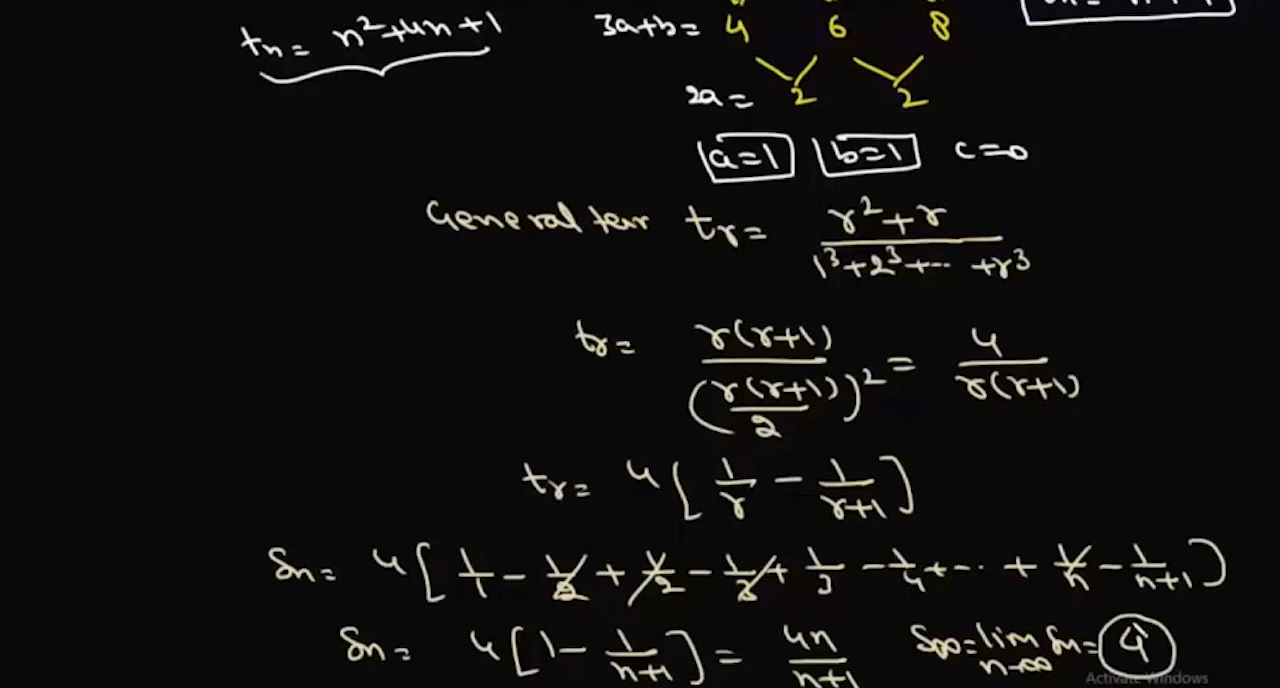 tn = n²+4n+1
3a+b = 4 6 8
2a = 2 2
a=1 b=1 c=0
General ter tr = r²+r / 1³+2³+... +r³
tr = r(r+1) / (r(r+1)/2)² = 4 / r(r+1)
tr = 4[1/r - 1/r+1]
Sn = 4[1/1 - 1/2 + 1/2 - 1/3 + 1/3 - 1/4 + ... + 1/n - 1/n+1]
Sn = 4[1 - 1/n+1] = 4n/n+1 S∞ = lim n→∞ Sn = 4
Activate Windows